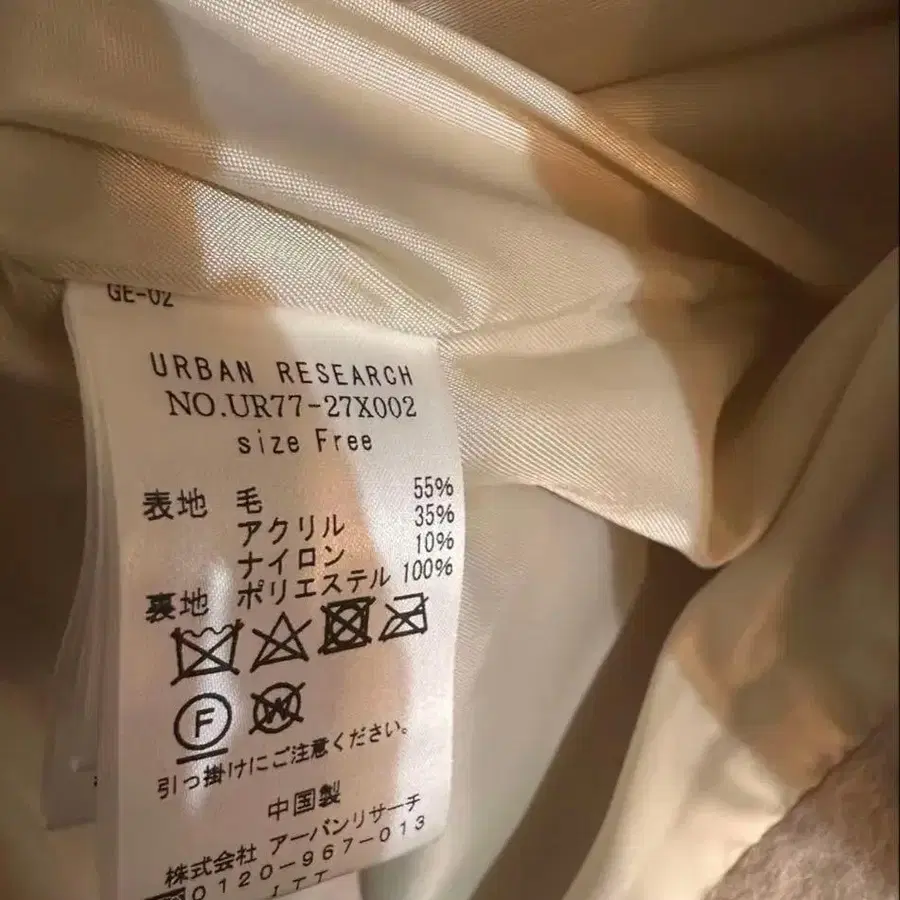 GE-02
URBAN RESEARCH
NO.UR77-27X002
size Free
表地 毛 55%
アクリル 35%
ナイロン 10%
裏地 ポリエステル 100%
F W
引っ掛けにご注意ください。
中国製
株式会社 アーバンリサーチ
0120-967-013